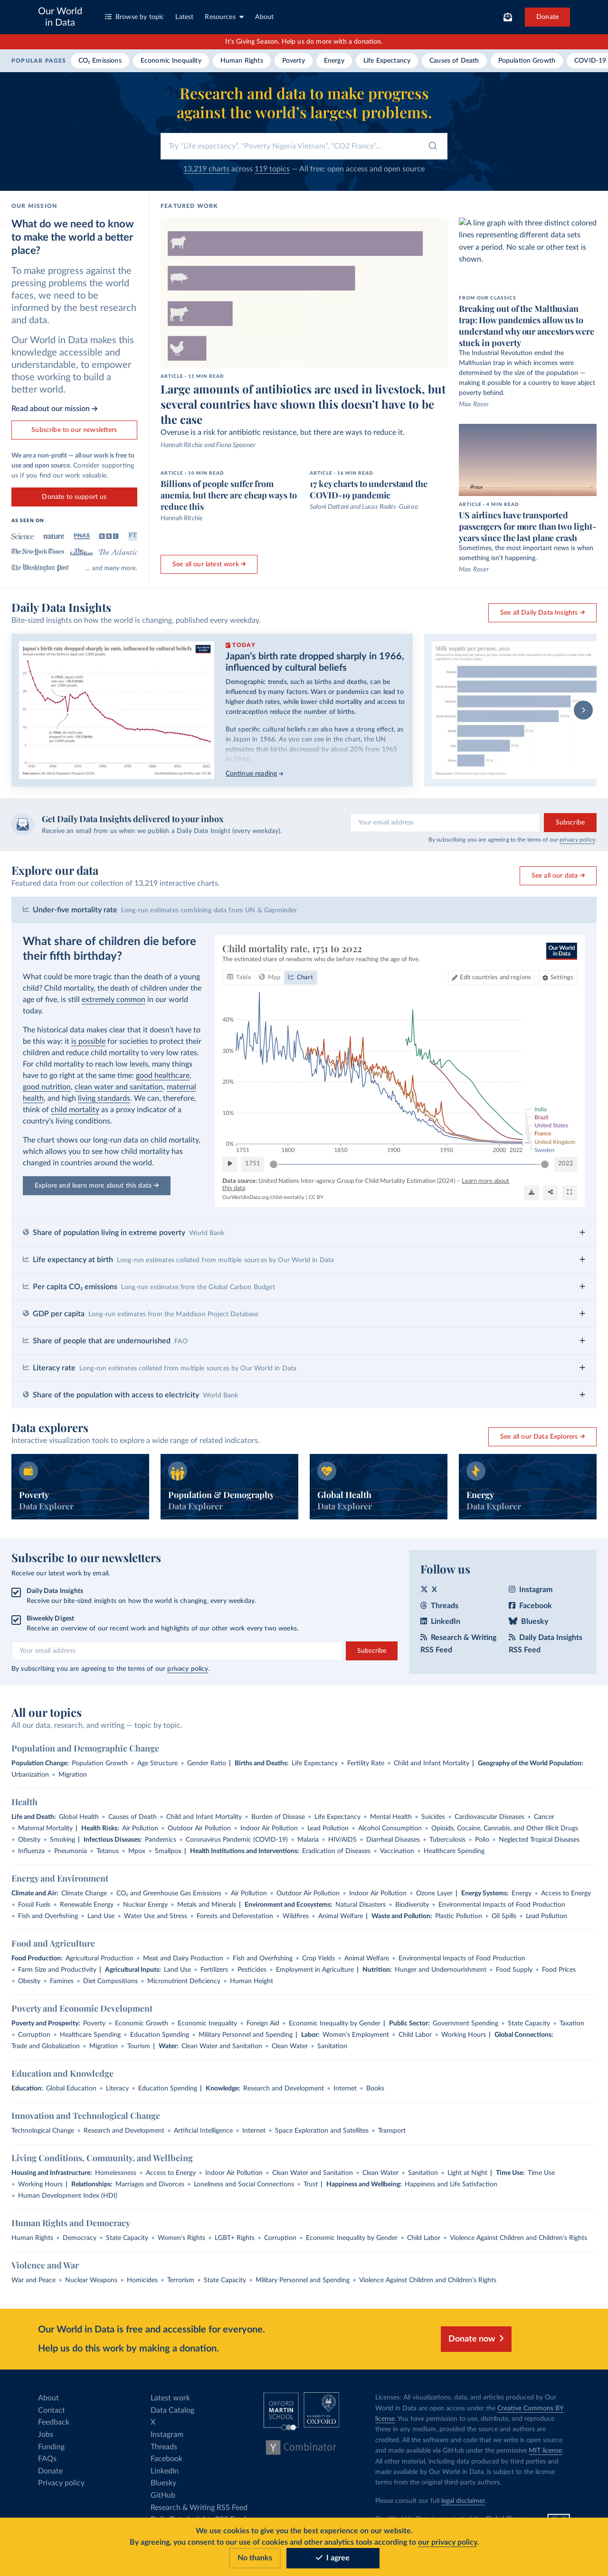 Our World
in Data
Browse by topic
Latest
Resources
About
Donate
It's Giving Season. Help us do more with a donation.
POPULAR PAGES
CO₂ Emissions
Economic Inequality
Human Rights
Poverty
Energy
Life Expectancy
Causes of Death
Population Growth
COVID-19
Research and data to make progress
against the world's largest problems.
Try "Life expectancy", "Poverty Nigeria Vietnam", "CO2 France"...
13,219 charts across 119 topics — All free: open access and open source
OUR MISSION
What do we need to know
to make the world a better
place?
To make progress against the
pressing problems the world
faces, we need to be
informed by the best research
and data.
Our World in Data makes this
knowledge accessible and
understandable, to empower
those working to build a
better world.
Read about our mission →
Subscribe to our newsletters
We are a non-profit — all our work is free to
use and open source. Consider supporting
us if you find our work valuable.
Donate to support us
AS SEEN ON
Science
nature
PNAS
BBC
FT
The New York Times
The Guardian
The Atlantic
The Washington Post
... and many more.
FEATURED WORK
ARTICLE - 11 MIN READ
Large amounts of antibiotics are used in livestock, but
several countries have shown this doesn't have to be
the case
Overuse is a risk for antibiotic resistance, but there are ways to reduce it.
Hannah Ritchie and Fiona Spooner
ARTICLE - 10 MIN READ
Billions of people suffer from
anemia, but there are cheap ways to
reduce this
Hannah Ritchie
ARTICLE - 16 MIN READ
17 key charts to understand the
COVID-19 pandemic
Saloni Dattani and Lucas Rodés-Guirao
See all our latest work →
A line graph with three distinct colored
lines representing different data sets
over a period. No scale or other text is
shown.
FROM OUR CLASSICS
Breaking out of the Malthusian
trap: How pandemics allow us to
understand why our ancestors were
stuck in poverty
The Industrial Revolution ended the
Malthusian trap in which incomes were
determined by the size of the population —
making it possible for a country to leave abject
poverty behind.
Max Roser
ARTICLE - 4 MIN READ
US airlines have transported
passengers for more than two light-
years since the last plane crash
Sometimes, the most important news is when
something isn't happening.
Max Roser
Daily Data Insights
Bite-sized insights on how the world is changing, published every weekday.
See all Daily Data Insights →
Japan's birth rate dropped sharply in 1966, influenced by cultural beliefs
TODAY
Japan's birth rate dropped sharply in 1966,
influenced by cultural beliefs
Demographic trends, such as births and deaths, can be
influenced by many factors. Wars or pandemics can lead to
higher death rates, while lower child mortality and access to
contraception reduce the number of births.
But specific cultural beliefs can also have a strong effect, as
in Japan in 1966. As you can see in the chart, the UN
estimates that births decreased by about 20% from 1965
to 1966.
Continue reading →
Milk supply per person, 2021
Get Daily Data Insights delivered to your inbox
Receive an email from us when we publish a Daily Data Insight (every weekday).
Your email address
Subscribe
By subscribing you are agreeing to the terms of our privacy policy.
Explore our data
Featured data from our collection of 13,219 interactive charts.
See all our data →
Under-five mortality rate Long-run estimates combining data from UN & Gapminder
What share of children die before
their fifth birthday?
What could be more tragic than the death of a young
child? Child mortality, the death of children under the
age of five, is still extremely common in our world
today.
The historical data makes clear that it doesn't have to
be this way: it is possible for societies to protect their
children and reduce child mortality to very low rates.
For child mortality to reach low levels, many things
have to go right at the same time: good healthcare,
good nutrition, clean water and sanitation, maternal
health, and high living standards. We can, therefore,
think of child mortality as a proxy indicator of a
country's living conditions.
The chart shows our long-run data on child mortality,
which allows you to see how child mortality has
changed in countries around the world.
Explore and learn more about this data →
Child mortality rate, 1751 to 2022
The estimated share of newborns who die before reaching the age of five.
Our World
in Data
Table
Map
Chart
Edit countries and regions
Settings
40%
30%
20%
10%
0%
1751
1800
1850
1900
1950
2000
2022
India
Brazil
United States
France
United Kingdom
Sweden
1751
2022
Data source: United Nations Inter-agency Group for Child Mortality Estimation (2024) – Learn more about
this data
OurWorldinData.org/child-mortality | CC BY
Share of population living in extreme poverty World Bank
Life expectancy at birth Long-run estimates collated from multiple sources by Our World in Data
Per capita CO₂ emissions Long-run estimates from the Global Carbon Budget
GDP per capita Long-run estimates from the Maddison Project Database
Share of people that are undernourished FAO
Literacy rate Long-run estimates collated from multiple sources by Our World in Data
Share of the population with access to electricity World Bank
Data explorers
Interactive visualization tools to explore a wide range of related indicators.
See all our Data Explorers →
Poverty
Data Explorer
Population & Demography
Data Explorer
Global Health
Data Explorer
Energy
Data Explorer
Subscribe to our newsletters
Receive our latest work by email.
Daily Data Insights
Receive our bite-sized insights on how the world is changing, every weekday.
Biweekly Digest
Receive an overview of our recent work and highlights of our other work every two weeks.
Your email address
Subscribe
By subscribing you are agreeing to the terms of our privacy policy.
Follow us
X
Instagram
Threads
Facebook
LinkedIn
Bluesky
Research & Writing
RSS Feed
Daily Data Insights
RSS Feed
All our topics
All our data, research, and writing — topic by topic.
Population and Demographic Change
Population Change: Population Growth • Age Structure • Gender Ratio | Births and Deaths: Life Expectancy • Fertility Rate • Child and Infant Mortality | Geography of the World Population:
Urbanization • Migration
Health
Life and Death: Global Health • Causes of Death • Child and Infant Mortality • Burden of Disease • Life Expectancy • Mental Health • Suicides • Cardiovascular Diseases • Cancer
• Maternal Mortality | Health Risks: Air Pollution • Outdoor Air Pollution • Indoor Air Pollution • Lead Pollution • Alcohol Consumption • Opioids, Cocaine, Cannabis, and Other Illicit Drugs
• Obesity • Smoking | Infectious Diseases: Pandemics • Coronavirus Pandemic (COVID-19) • Malaria • HIV/AIDS • Diarrheal Diseases • Tuberculosis • Polio • Neglected Tropical Diseases
• Influenza • Pneumonia • Tetanus • Mpox • Smallpox | Health Institutions and Interventions: Eradication of Diseases • Vaccination • Healthcare Spending
Energy and Environment
Climate and Air: Climate Change • CO₂ and Greenhouse Gas Emissions • Air Pollution • Outdoor Air Pollution • Indoor Air Pollution • Ozone Layer | Energy Systems: Energy • Access to Energy
• Fossil Fuels • Renewable Energy • Nuclear Energy • Metals and Minerals | Environment and Ecosystems: Natural Disasters • Biodiversity • Environmental Impacts of Food Production
• Fish and Overfishing • Land Use • Water Use and Stress • Forests and Deforestation • Wildfires • Animal Welfare | Waste and Pollution: Plastic Pollution • Oil Spills • Lead Pollution
Food and Agriculture
Food Production: Agricultural Production • Meat and Dairy Production • Fish and Overfishing • Crop Yields • Animal Welfare • Environmental Impacts of Food Production
• Farm Size and Productivity | Agricultural Inputs: Land Use • Fertilizers • Pesticides • Employment in Agriculture | Nutrition: Hunger and Undernourishment • Food Supply • Food Prices
• Obesity • Famines • Diet Compositions • Micronutrient Deficiency • Human Height
Poverty and Economic Development
Poverty and Prosperity: Poverty • Economic Growth • Economic Inequality • Foreign Aid • Economic Inequality by Gender | Public Sector: Government Spending • State Capacity • Taxation
• Corruption • Healthcare Spending • Education Spending • Military Personnel and Spending | Labor: Women's Employment • Child Labor • Working Hours | Global Connections:
Trade and Globalization • Migration • Tourism | Water: Clean Water and Sanitation • Clean Water • Sanitation
Education and Knowledge
Education: Global Education • Literacy • Education Spending | Knowledge: Research and Development • Internet • Books
Innovation and Technological Change
Technological Change • Research and Development • Artificial Intelligence • Internet • Space Exploration and Satellites • Transport
Living Conditions, Community, and Wellbeing
Housing and Infrastructure: Homelessness • Access to Energy • Indoor Air Pollution • Clean Water and Sanitation • Clean Water • Sanitation • Light at Night | Time Use: Time Use
• Working Hours | Relationships: Marriages and Divorces • Loneliness and Social Connections • Trust | Happiness and Wellbeing: Happiness and Life Satisfaction
• Human Development Index (HDI)
Human Rights and Democracy
Human Rights • Democracy • State Capacity • Women's Rights • LGBT+ Rights • Corruption • Economic Inequality by Gender • Child Labor • Violence Against Children and Children's Rights
Violence and War
War and Peace • Nuclear Weapons • Homicides • Terrorism • State Capacity • Military Personnel and Spending • Violence Against Children and Children's Rights
Our World in Data is free and accessible for everyone.
Help us do this work by making a donation.
Donate now
About
Contact
Feedback
Jobs
Funding
FAQs
Donate
Privacy policy
Latest work
Data Catalog
X
Instagram
Threads
Facebook
LinkedIn
Bluesky
GitHub
Research & Writing RSS Feed
OXFORD
MARTIN
SCHOOL
UNIVERSITY OF
OXFORD
Y Combinator
Licenses: All visualizations, data, and articles produced by Our
World in Data are open access under the Creative Commons BY
license. You have permission to use, distribute, and reproduce
these in any medium, provided the source and authors are
credited. All the software and code that we write is open source
and made available via GitHub under the permissive MIT license.
All other material, including data produced by third parties and
made available by Our World in Data, is subject to the license
terms from the original third-party authors.
Please consult our full legal disclaimer.
We use cookies to give you the best experience on our website.
By agreeing, you consent to our use of cookies and other analytics tools according to our privacy policy.
No thanks
I agree